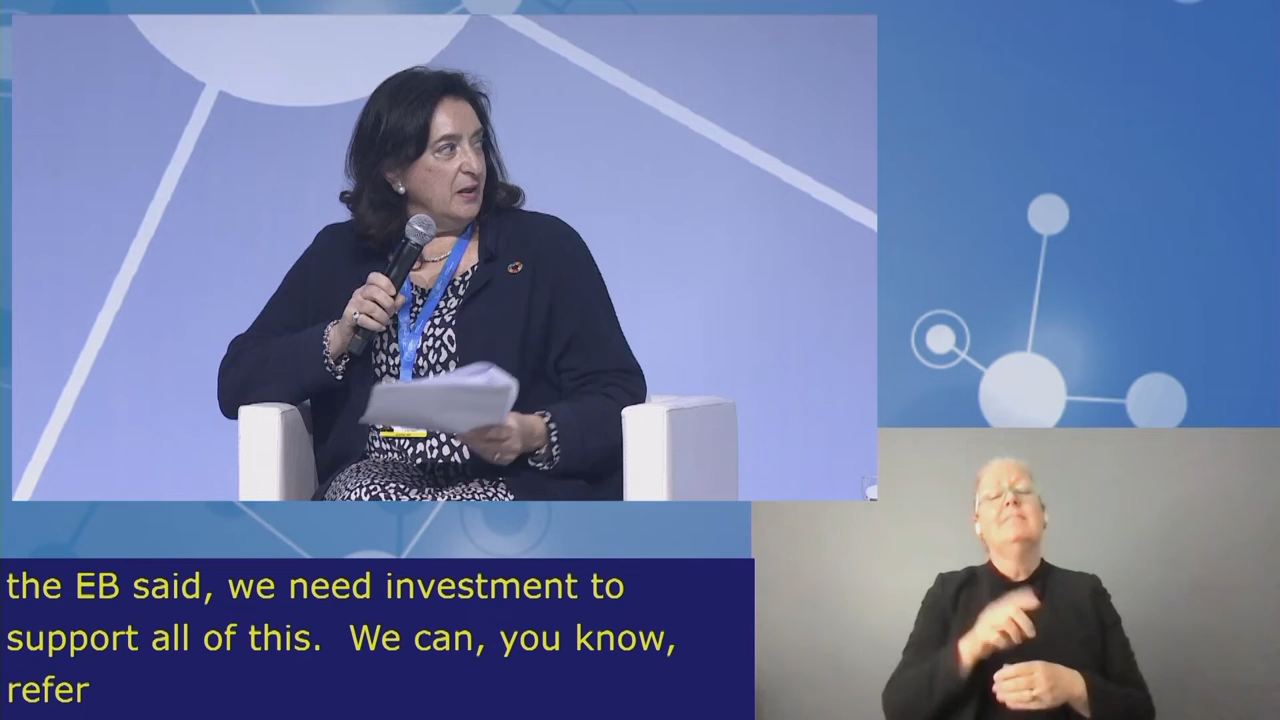 the EB said, we need investment to
support all of this.  We can, you know,
refer